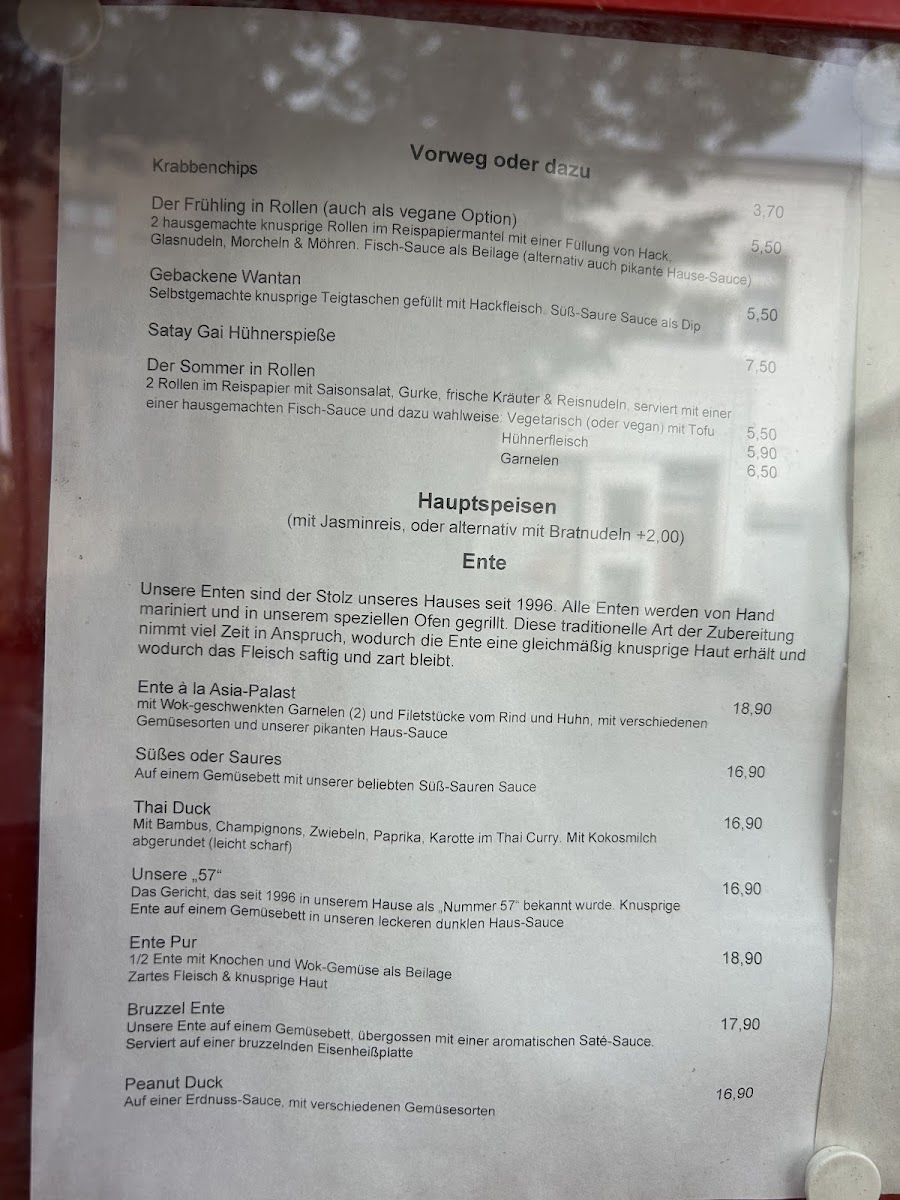 Vorweg oder dazu
Krabbenchips 3,70
Der Frühling in Rollen (auch als vegane Option) 5,50
2 hausgemachte knusprige Rollen im Reispapiermantel mit einer Füllung von Hack,
Glasnudeln, Morcheln & Möhren. Fisch-Sauce als Beilage (alternativ auch pikante Hause-Sauce)
Gebackene Wantan 5,50
Selbstgemachte knusprige Teigtaschen gefüllt mit Hackfleisch. Süß-Saure Sauce als Dip
Satay Gai Hühnerspieße 7,50
Der Sommer in Rollen
2 Rollen im Reispapier mit Saisonsalat, Gurke, frische Kräuter & Reisnudeln, serviert mit einer
einer hausgemachten Fisch-Sauce und dazu wahlweise: Vegetarisch (oder vegan) mit Tofu 5,50
Hühnerfleisch 5,90
Garnelen 6,50
Hauptspeisen
(mit Jasminreis, oder alternativ mit Bratnudeln +2,00)
Ente
Unsere Enten sind der Stolz unseres Hauses seit 1996. Alle Enten werden von Hand
mariniert und in unserem speziellen Ofen gegrillt. Diese traditionelle Art der Zubereitung
nimmt viel Zeit in Anspruch, wodurch die Ente eine gleichmäßig knusprige Haut erhält und
wodurch das Fleisch saftig und zart bleibt.
Ente à la Asia-Palast 18,90
mit Wok-geschwenkten Garnelen (2) und Filetstücke vom Rind und Huhn, mit verschiedenen
Gemüsesorten und unserer pikanten Haus-Sauce
Süßes oder Saures 16,90
Auf einem Gemüsebett mit unserer beliebten Süß-Sauren Sauce
Thai Duck 16,90
Mit Bambus, Champignons, Zwiebeln, Paprika, Karotte im Thai Curry. Mit Kokosmilch
abgerundet (leicht scharf)
Unsere „57“ 16,90
Das Gericht, das seit 1996 in unserem Hause als „Nummer 57“ bekannt wurde. Knusprige
Ente auf einem Gemüsebett in unseren leckeren dunklen Haus-Sauce
Ente Pur 18,90
1/2 Ente mit Knochen und Wok-Gemüse als Beilage
Zartes Fleisch & knusprige Haut
Bruzzel Ente 17,90
Unsere Ente auf einem Gemüsebett, übergossen mit einer aromatischen Saté-Sauce.
Serviert auf einer bruzzelnden Eisenheißplatte
Peanut Duck 16,90
Auf einer Erdnuss-Sauce, mit verschiedenen Gemüsesorten